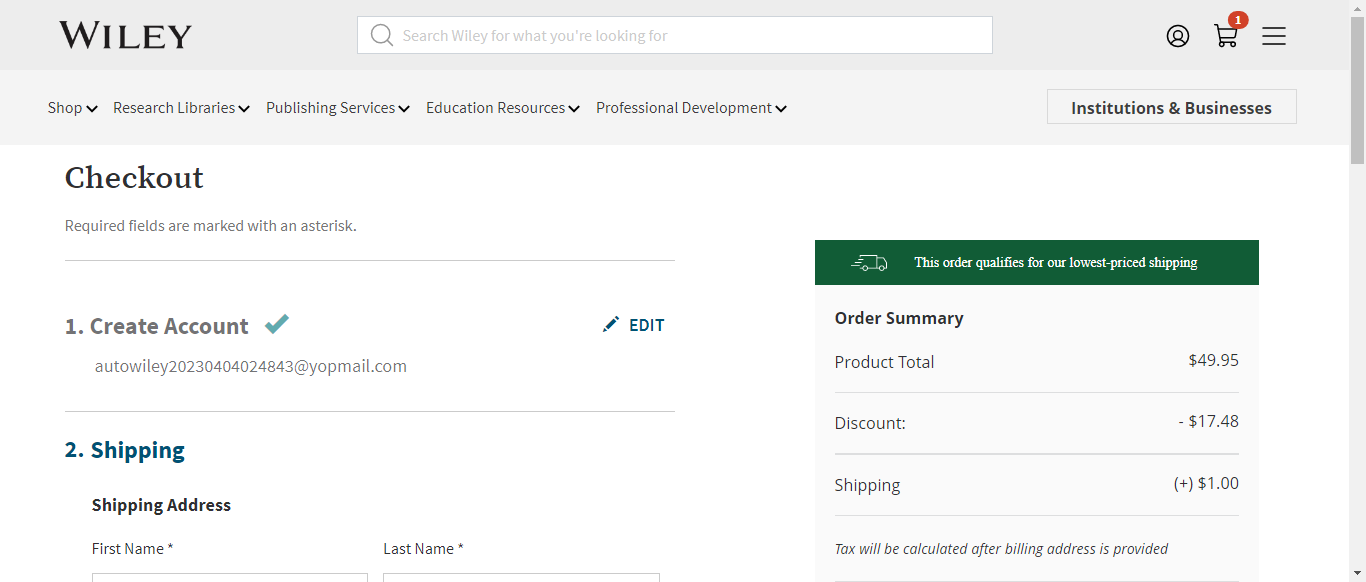 WILEY
Search Wiley for what you're looking for
1
Shop Research Libraries Publishing Services Education Resources Professional Development
Institutions & Businesses
Checkout
Required fields are marked with an asterisk.
1. Create Account
EDIT
autowiley20230404024843@yopmail.com
2. Shipping
Shipping Address
First Name * Last Name *
This order qualifies for our lowest-priced shipping
Order Summary
Product Total $49.95
Discount: - $17.48
Shipping (+) $1.00
Tax will be calculated after billing address is provided